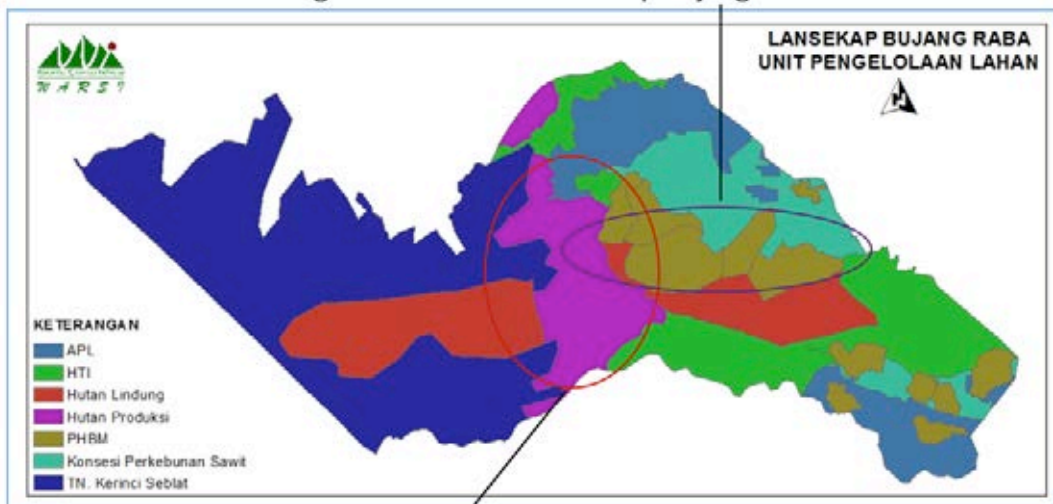 LANSEKAP BUJANG RABA
UNIT PENGELOLAAN LAHAN
WARSI
KETERANGAN
APL
HTI
Hutan Lindung
Hutan Produksi
PHBM
Konsesi Perkebunan Sawit
TN. Kerinci Seblat